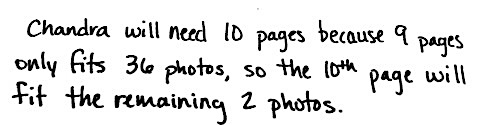 Chandra will need 10 pages because 9 pages
only fits 36 photos, so the 10th page will
fit the remaining 2 photos.